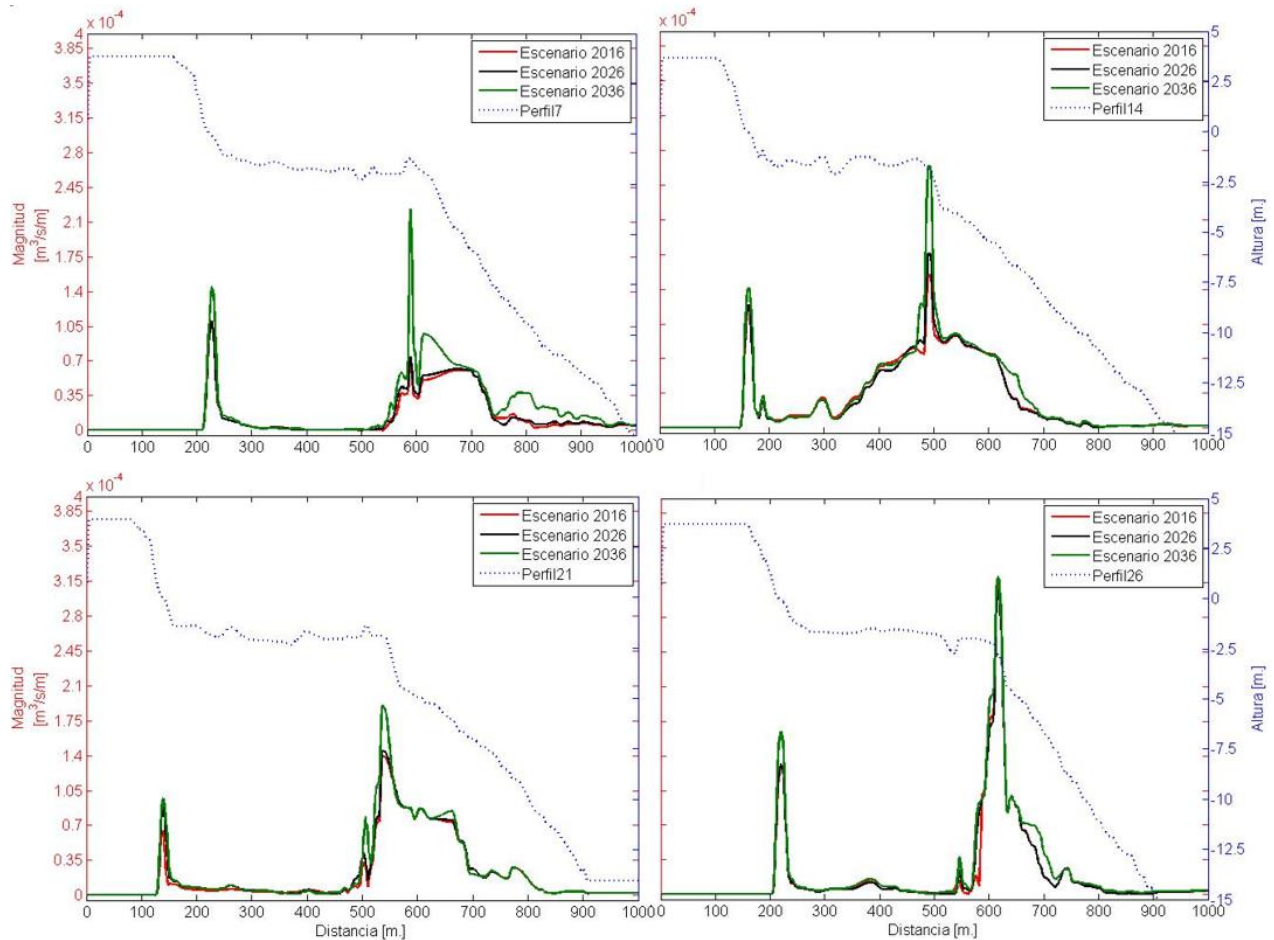 x 10⁻⁴
4
3.85
3.5
3.15
2.8
2.45
2.1
1.75
1.4
1.05
0.7
0.35
0
Magnitud
[m³/s/m]
Escenario 2016
Escenario 2026
Escenario 2036
Perfil7
0 100 200 300 400 500 600 700 800 900 1000
x 10⁻⁴
Escenario 2016
Escenario 2026
Escenario 2036
Perfil14
5
2.5
0
-2.5
-5
-7.5
-10
-12.5
-15
Altura [m.]
0 100 200 300 400 500 600 700 800 900 1000
x 10⁻⁴
4
3.85
3.5
3.15
2.8
2.45
2.1
1.75
1.4
1.05
0.7
0.35
0
Magnitud
[m³/s/m]
Escenario 2016
Escenario 2026
Escenario 2036
Perfil21
0 100 200 300 400 500 600 700 800 900 1000
Distancia [m.]
Escenario 2016
Escenario 2026
Escenario 2036
Perfil26
5
2.5
0
-2.5
-5
-7.5
-10
-12.5
-15
Altura [m.]
0 100 200 300 400 500 600 700 800 900 1000
Distancia [m.]